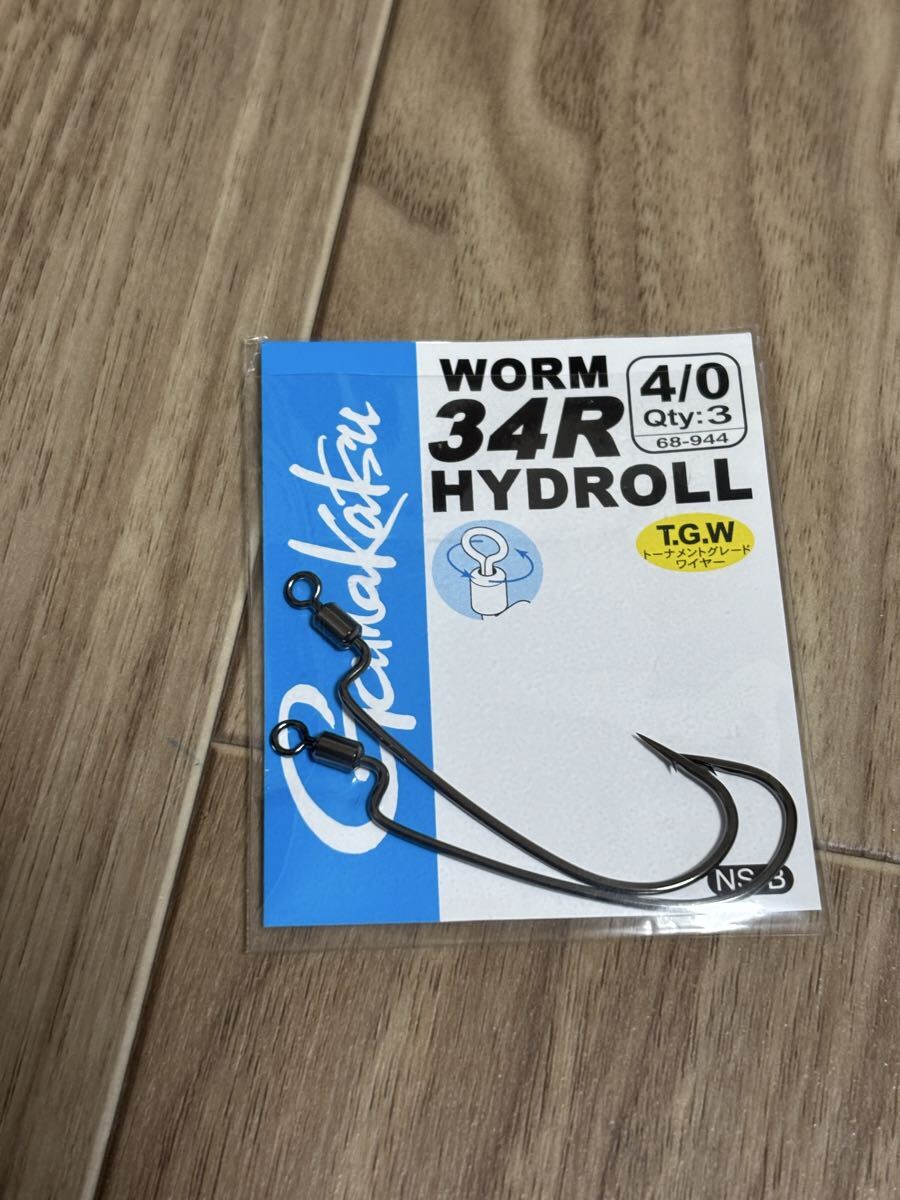 Gamakatsu
WORM
34R
HYDROLL
4/0
Qty:3
68-944
T.G.W
トーナメントグレード
ワイヤー